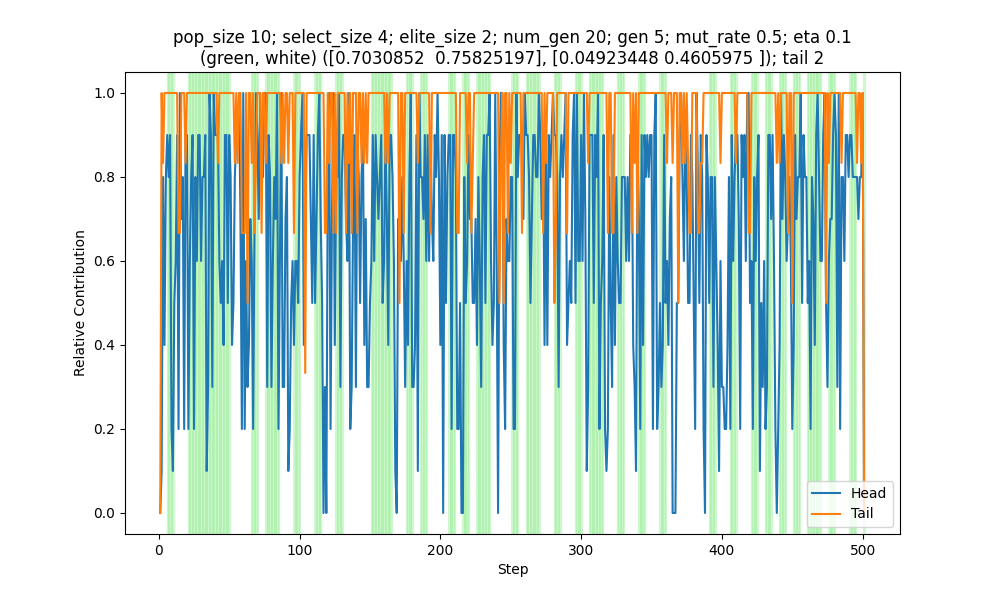 pop_size 10; select_size 4; elite_size 2; num_gen 20; gen 5; mut_rate 0.5; eta 0.1
(green, white) ([0.7030852  0.75825197], [0.04923448 0.4605975 ]); tail 2
1.0
0.8
0.6
0.4
0.2
0.0
Relative Contribution
Head
Tail
0
100
200
300
400
500
Step